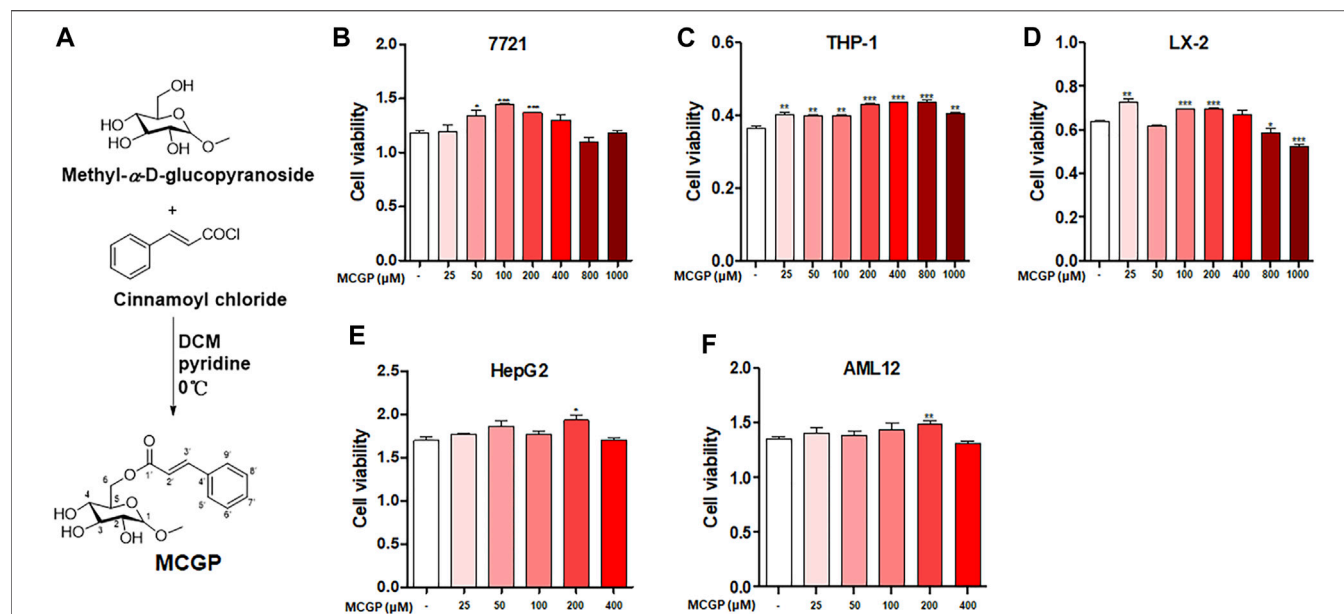 A
OH
O
HO
HO
OH
O
Methyl-α-D-glucopyranoside
+
COCl
Cinnamoyl chloride
DCM
pyridine
0℃
O
1' 2' 3' 4' 5' 6' 7' 8' 9'
6 O
4 5 O
HO
HO 3 2 1
OH O
MCGP
B
7721
Cell viability
2.0
1.5
1.0
0.5
0.0
* *** ***
MCGP (μM) - 25 50 100 200 400 800 1000
C
THP-1
Cell viability
0.6
0.4
0.2
0.0
** ** ** *** *** *** **
MCGP (μM) - 25 50 100 200 400 800 1000
D
LX-2
Cell viability
1.0
0.8
0.6
0.4
0.2
0.0
** *** *** * ***
MCGP (μM) - 25 50 100 200 400 800 1000
E
HepG2
Cell viability
2.5
2.0
1.5
1.0
0.5
0.0
*
MCGP (μM) - 25 50 100 200 400
F
AML12
Cell viability
2.0
1.5
1.0
0.5
0.0
**
MCGP (μM) - 25 50 100 200 400